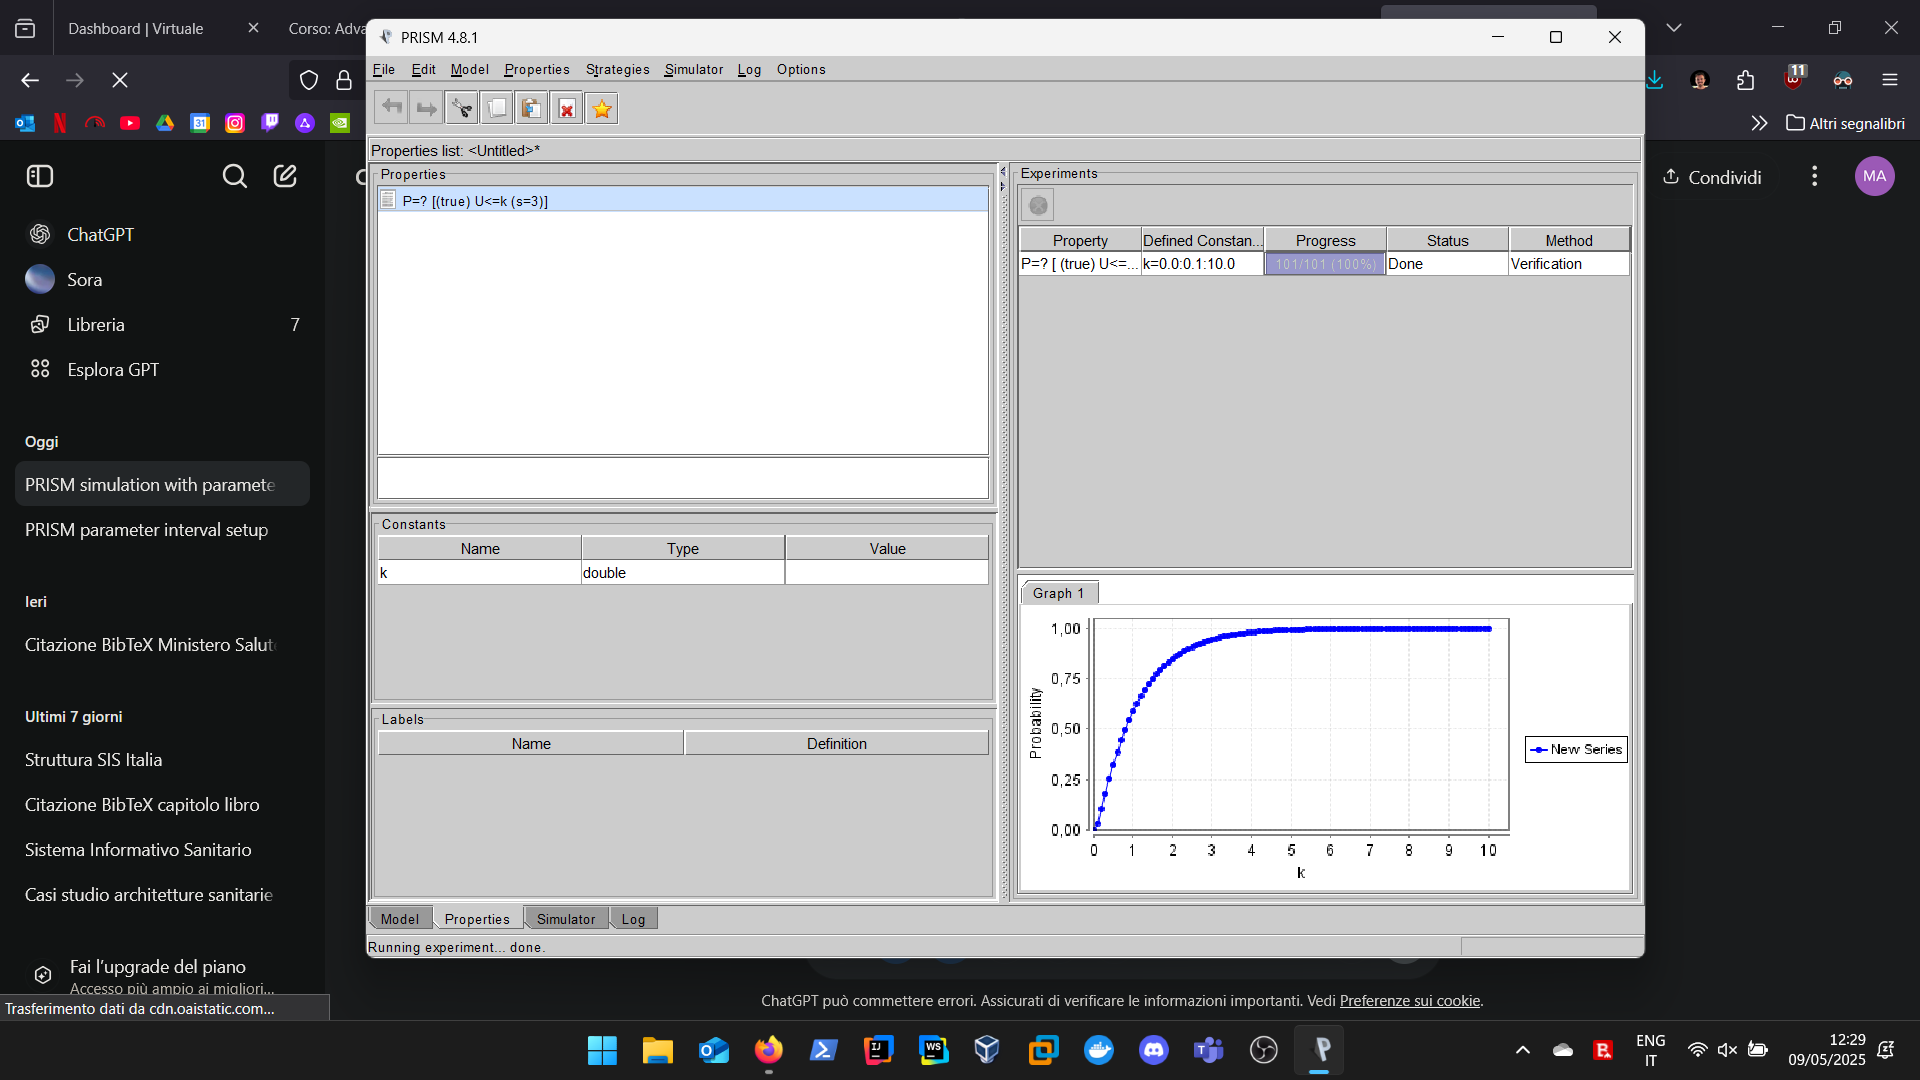 Dashboard | Virtuale
Corso: Adva
PRISM 4.8.1
File Edit Model Properties Strategies Simulator Log Options
11
Altri segnalibri
Properties list: <Untitled>*
Properties
P=? [(true) U<=k (s=3)]
Constants
Name Type Value
k double
Labels
Name Definition
Experiments
Property Defined Constan... Progress Status Method
P=? [ (true) U<=... k=0.0:0.1:10.0 101/101 (100%) Done Verification
Graph 1
1,00
0,75
0,50
0,25
0,00
Probability
0 1 2 3 4 5 6 7 8 9 10
k
New Series
Model Properties Simulator Log
Running experiment... done.
ChatGPT
Sora
Libreria 7
Esplora GPT
Oggi
PRISM simulation with paramete
PRISM parameter interval setup
Ieri
Citazione BibTeX Ministero Salute
Ultimi 7 giorni
Struttura SIS Italia
Citazione BibTeX capitolo libro
Sistema Informativo Sanitario
Casi studio architetture sanitarie
Fai l'upgrade del piano
Accesso più ampio ai migliori...
Trasferimento dati da cdn.oaistatic.com...
Condividi
MA
ChatGPT può commettere errori. Assicurati di verificare le informazioni importanti. Vedi Preferenze sui cookie.
ENG
IT
12:29
09/05/2025